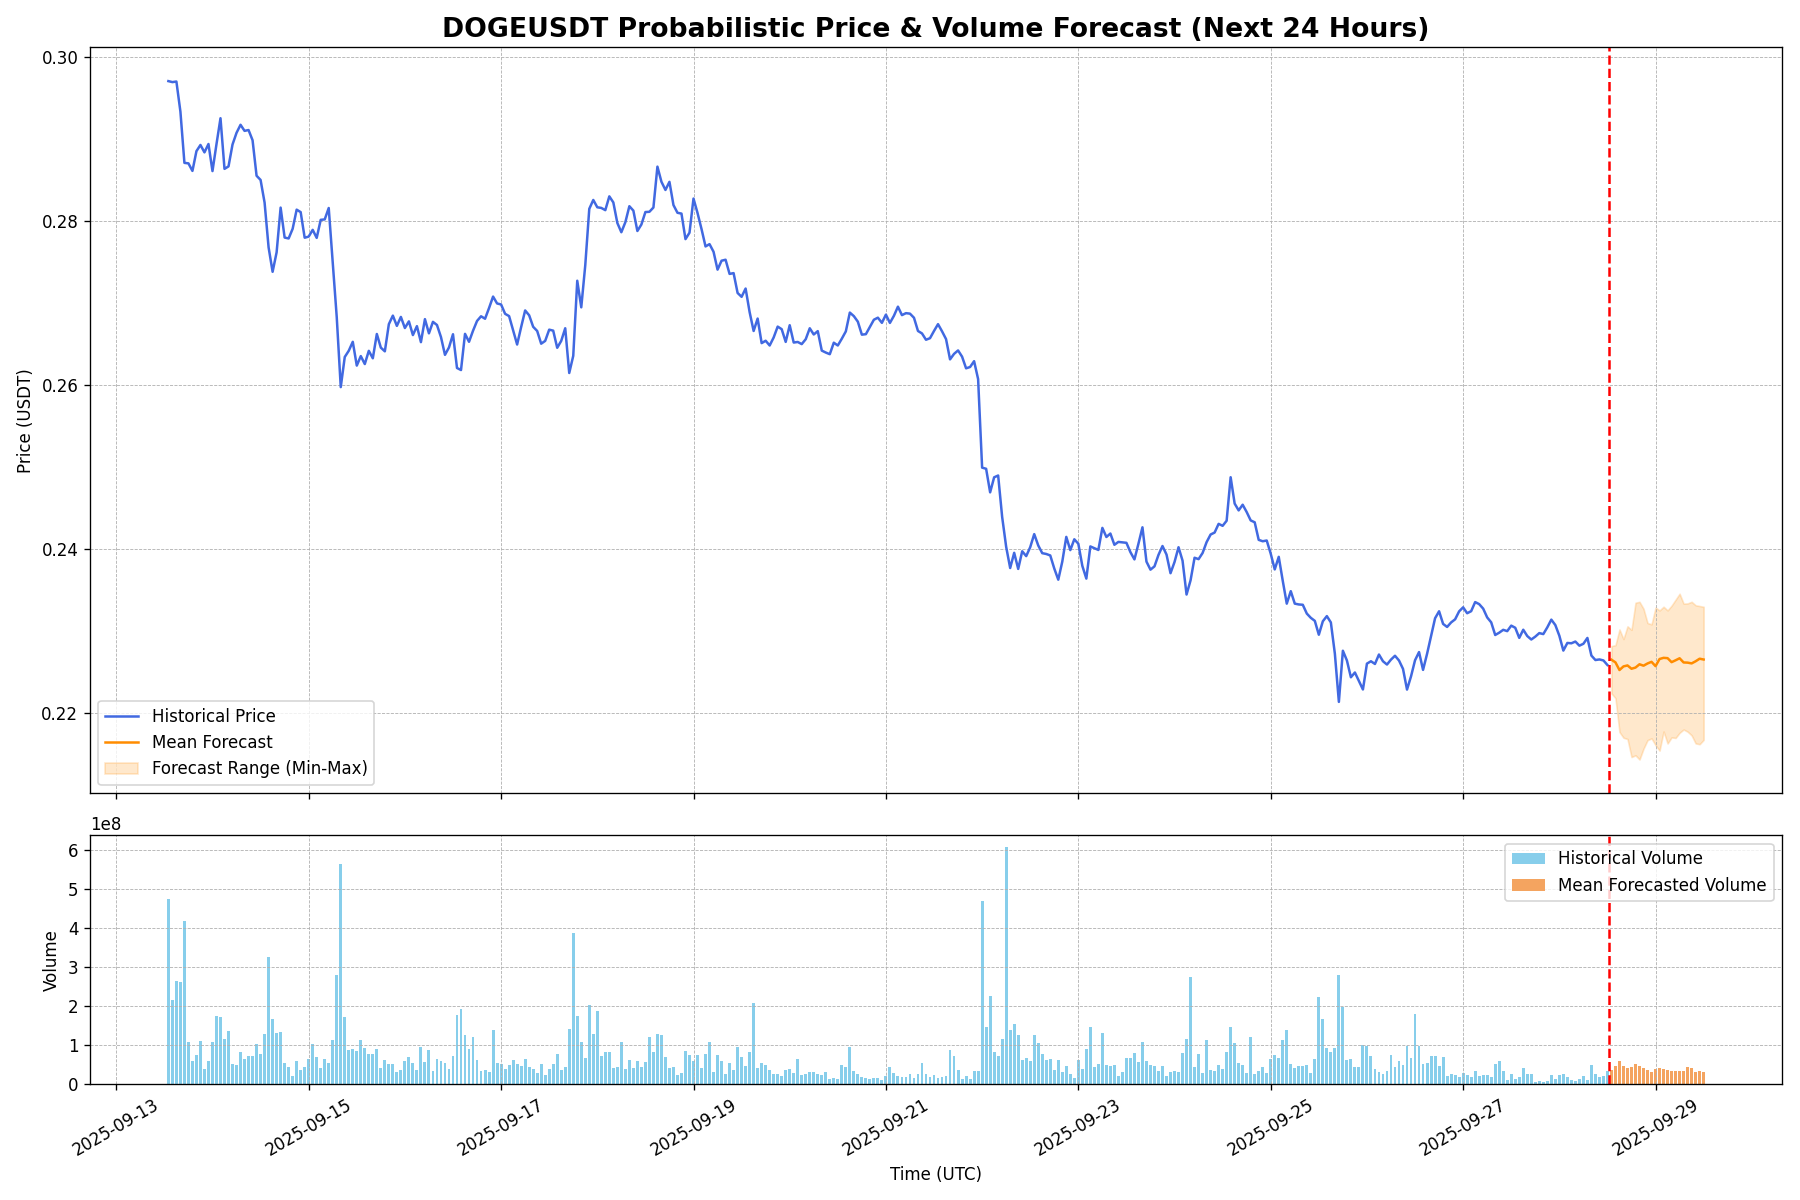 DOGEUSDT Probabilistic Price & Volume Forecast (Next 24 Hours)
0.30
0.28
0.26
0.24
0.22
Price (USDT)
Historical Price
Mean Forecast
Forecast Range (Min-Max)
1e8
6
5
4
3
2
1
0
Volume
Historical Volume
Mean Forecasted Volume
2025-09-13
2025-09-15
2025-09-17
2025-09-19
2025-09-21
2025-09-23
2025-09-25
2025-09-27
2025-09-29
Time (UTC)